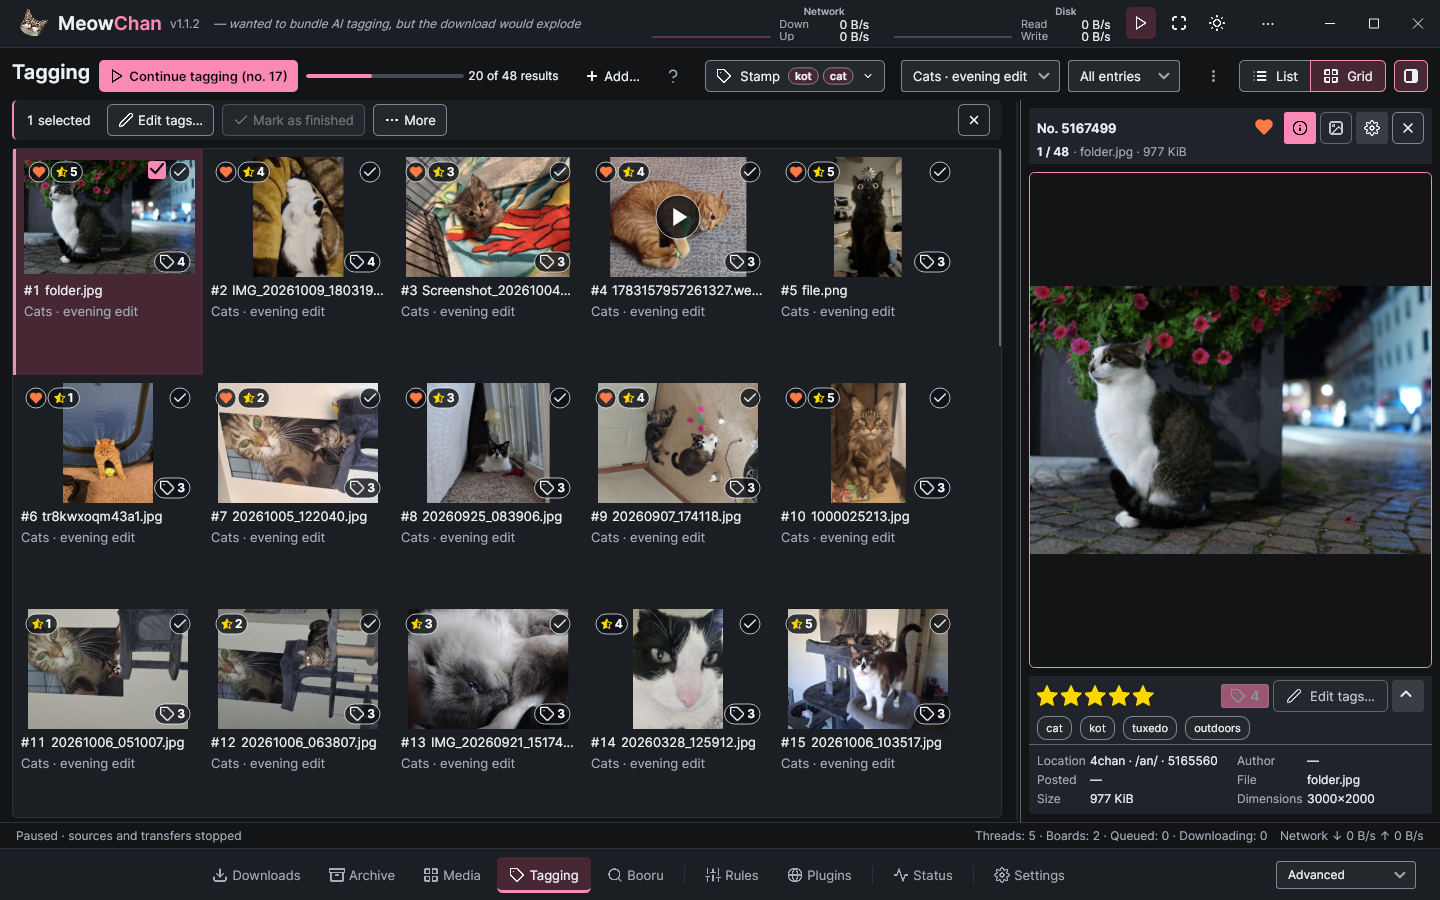 MeowChan v1.1.2 — wanted to bundle AI tagging, but the download would explode
Network
Down 0 B/s
Up 0 B/s
Disk
Read 0 B/s
Write 0 B/s
Tagging
Continue tagging (no. 17)
20 of 48 results
+ Add...
?
Stamp kot cat
Cats · evening edit
All entries
List
Grid
1 selected
Edit tags...
Mark as finished
··· More
No. 5167499
1 / 48 · folder.jpg · 977 KiB
5
4
#1 folder.jpg
Cats · evening edit
4
4
#2 IMG_20261009_180319...
Cats · evening edit
3
3
#3 Screenshot_20261004...
Cats · evening edit
4
3
#4 1783157957261327.we...
Cats · evening edit
5
3
#5 file.png
Cats · evening edit
1
3
#6 tr8kwxoqm43a1.jpg
Cats · evening edit
2
3
#7 20261005_122040.jpg
Cats · evening edit
3
3
#8 20260925_083906.jpg
Cats · evening edit
4
3
#9 20260907_174118.jpg
Cats · evening edit
5
3
#10 1000025213.jpg
Cats · evening edit
1
3
#11 20261006_051007.jpg
Cats · evening edit
2
3
#12 20261006_063807.jpg
Cats · evening edit
3
3
#13 IMG_20260921_15174...
Cats · evening edit
4
3
#14 20260328_125912.jpg
Cats · evening edit
5
3
#15 20261006_103517.jpg
Cats · evening edit
4
Edit tags...
cat kot tuxedo outdoors
Location 4chan · /an/ · 5165560 Author —
Posted — File folder.jpg
Size 977 KiB Dimensions 3000×2000
Paused · sources and transfers stopped
Threads: 5 · Boards: 2 · Queued: 0 · Downloading: 0 Network ↓ 0 B/s ↑ 0 B/s
Downloads Archive Media Tagging Booru Rules Plugins Status Settings
Advanced